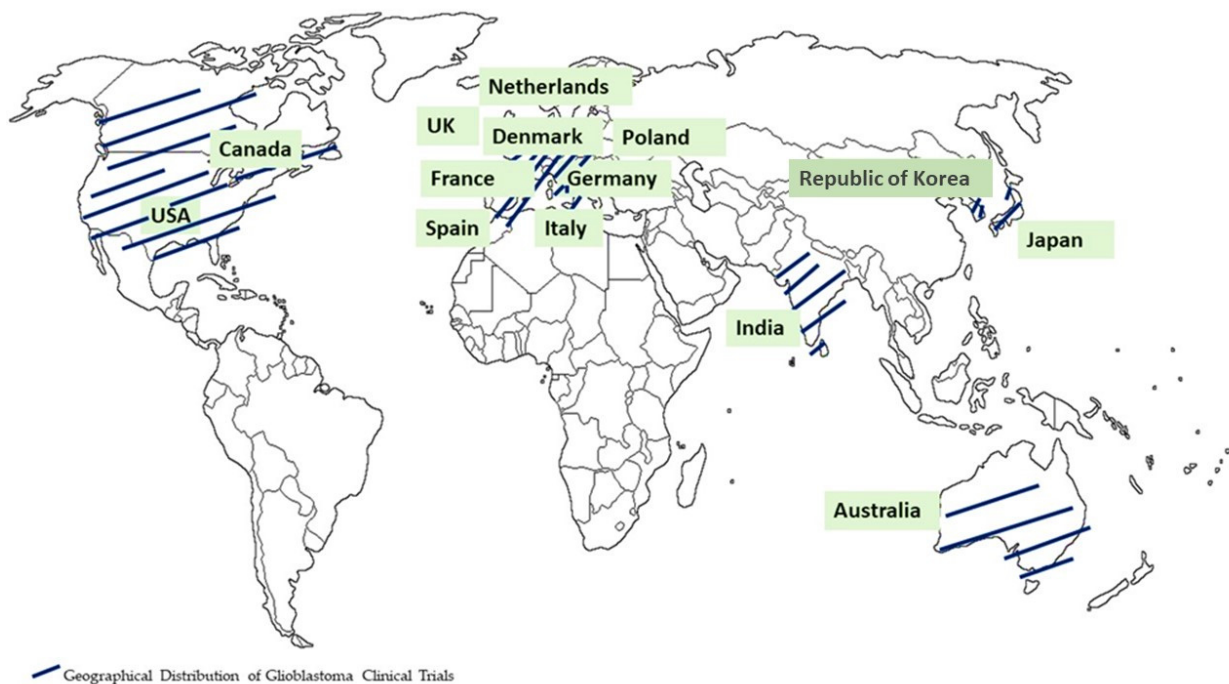 Netherlands
UK
Denmark
Poland
Canada
France
Germany
Republic of Korea
USA
Spain
Italy
Japan
India
Australia
Geographical Distribution of Glioblastoma Clinical Trials